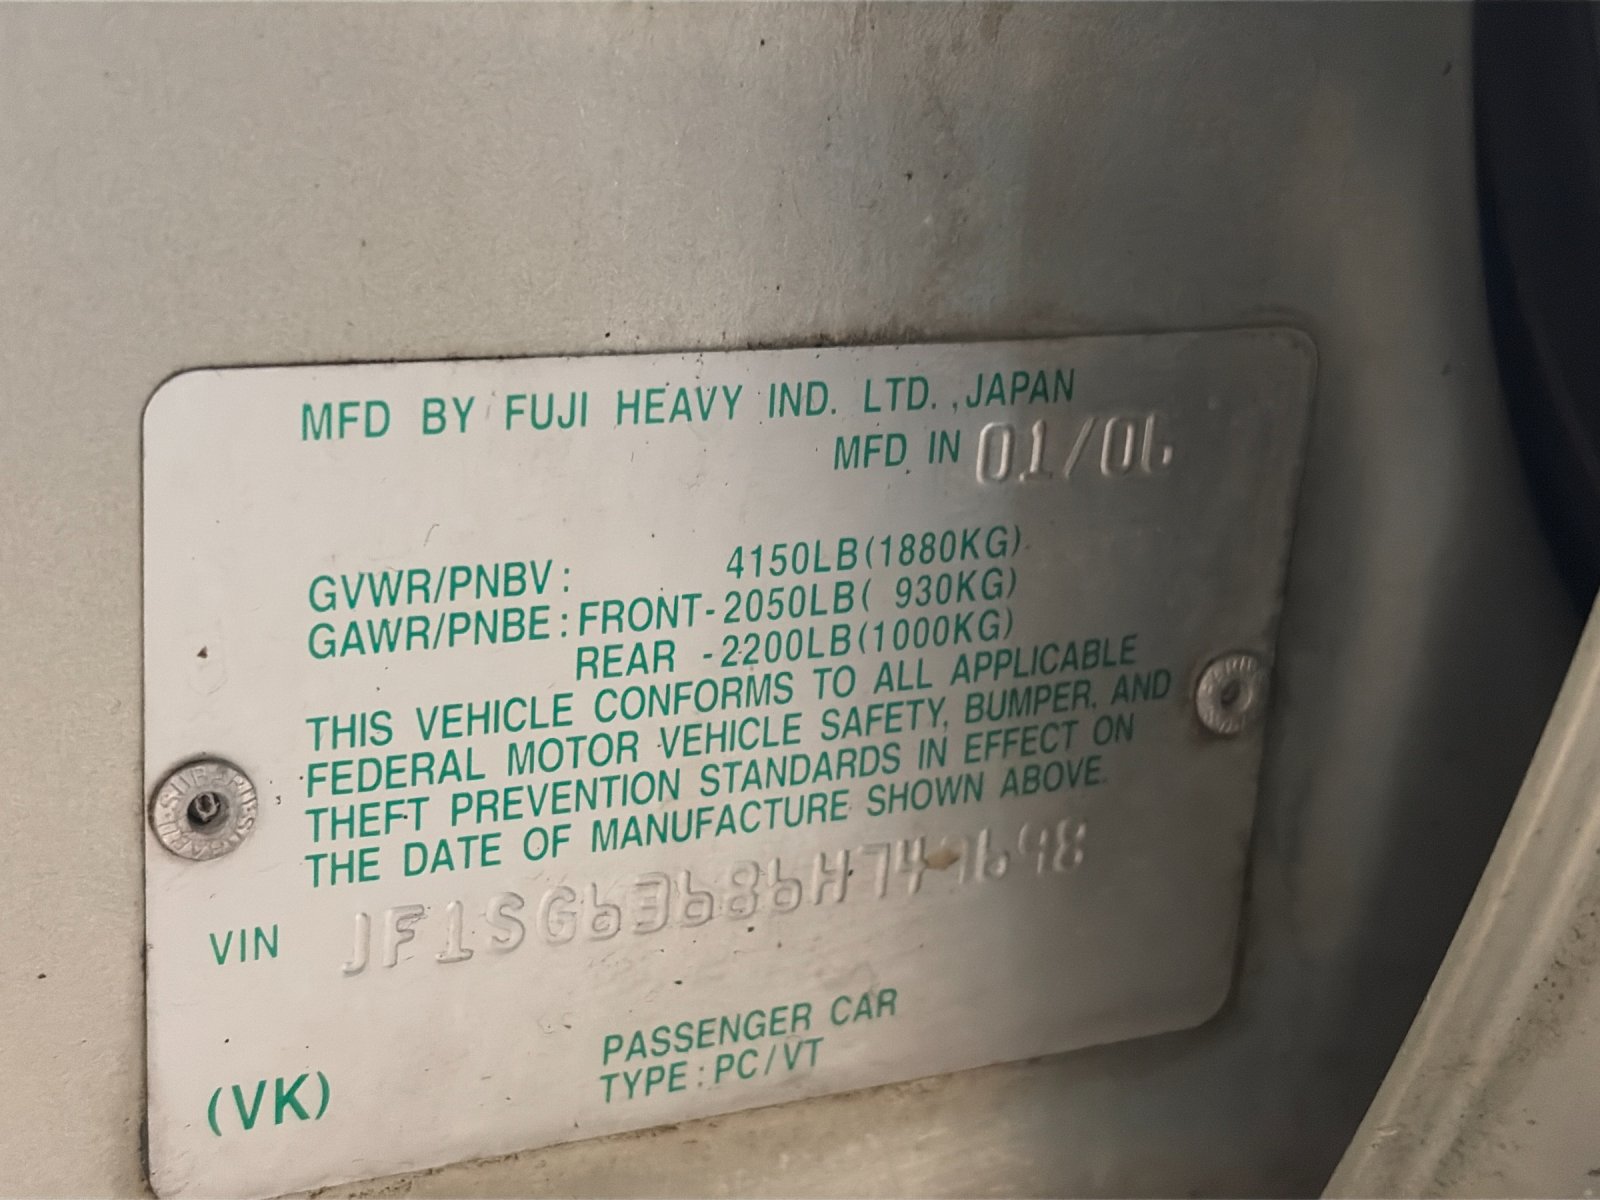 MFD BY FUJI HEAVY IND. LTD., JAPAN
MFD IN 01/06
GVWR/PNBV: 4150LB(1880KG)
GAWR/PNBE: FRONT-2050LB( 930KG)
REAR -2200LB(1000KG)
THIS VEHICLE CONFORMS TO ALL APPLICABLE
FEDERAL MOTOR VEHICLE SAFETY, BUMPER, AND
THEFT PREVENTION STANDARDS IN EFFECT ON
THE DATE OF MANUFACTURE SHOWN ABOVE.
VIN
PASSENGER CAR
(VK) TYPE: PC/VT